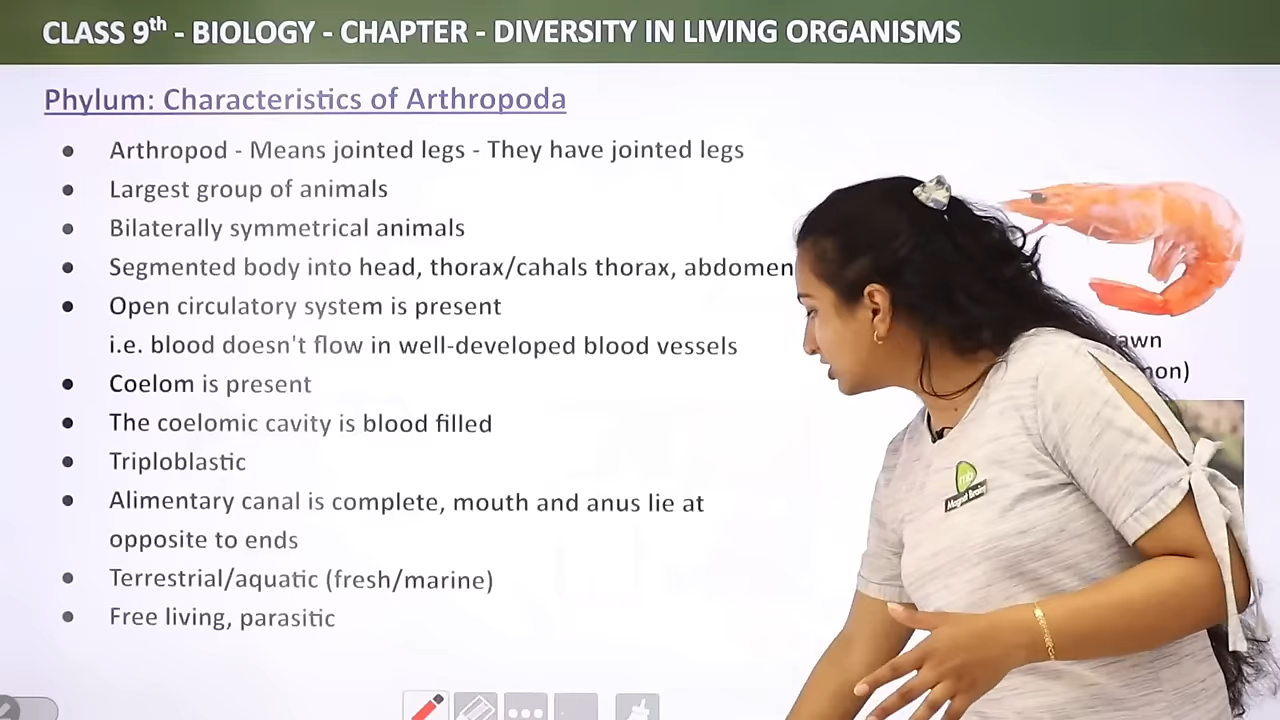 CLASS 9th - BIOLOGY - CHAPTER - DIVERSITY IN LIVING ORGANISMS
Phylum: Characteristics of Arthropoda
● Arthropod - Means jointed legs - They have jointed legs
● Largest group of animals
● Bilaterally symmetrical animals
● Segmented body into head, thorax/cahals thorax, abdomen
● Open circulatory system is present
i.e. blood doesn't flow in well-developed blood vessels
● Coelom is present
● The coelomic cavity is blood filled
● Triploblastic
● Alimentary canal is complete, mouth and anus lie at
opposite to ends
● Terrestrial/aquatic (fresh/marine)
● Free living, parasitic
Magnet Brains